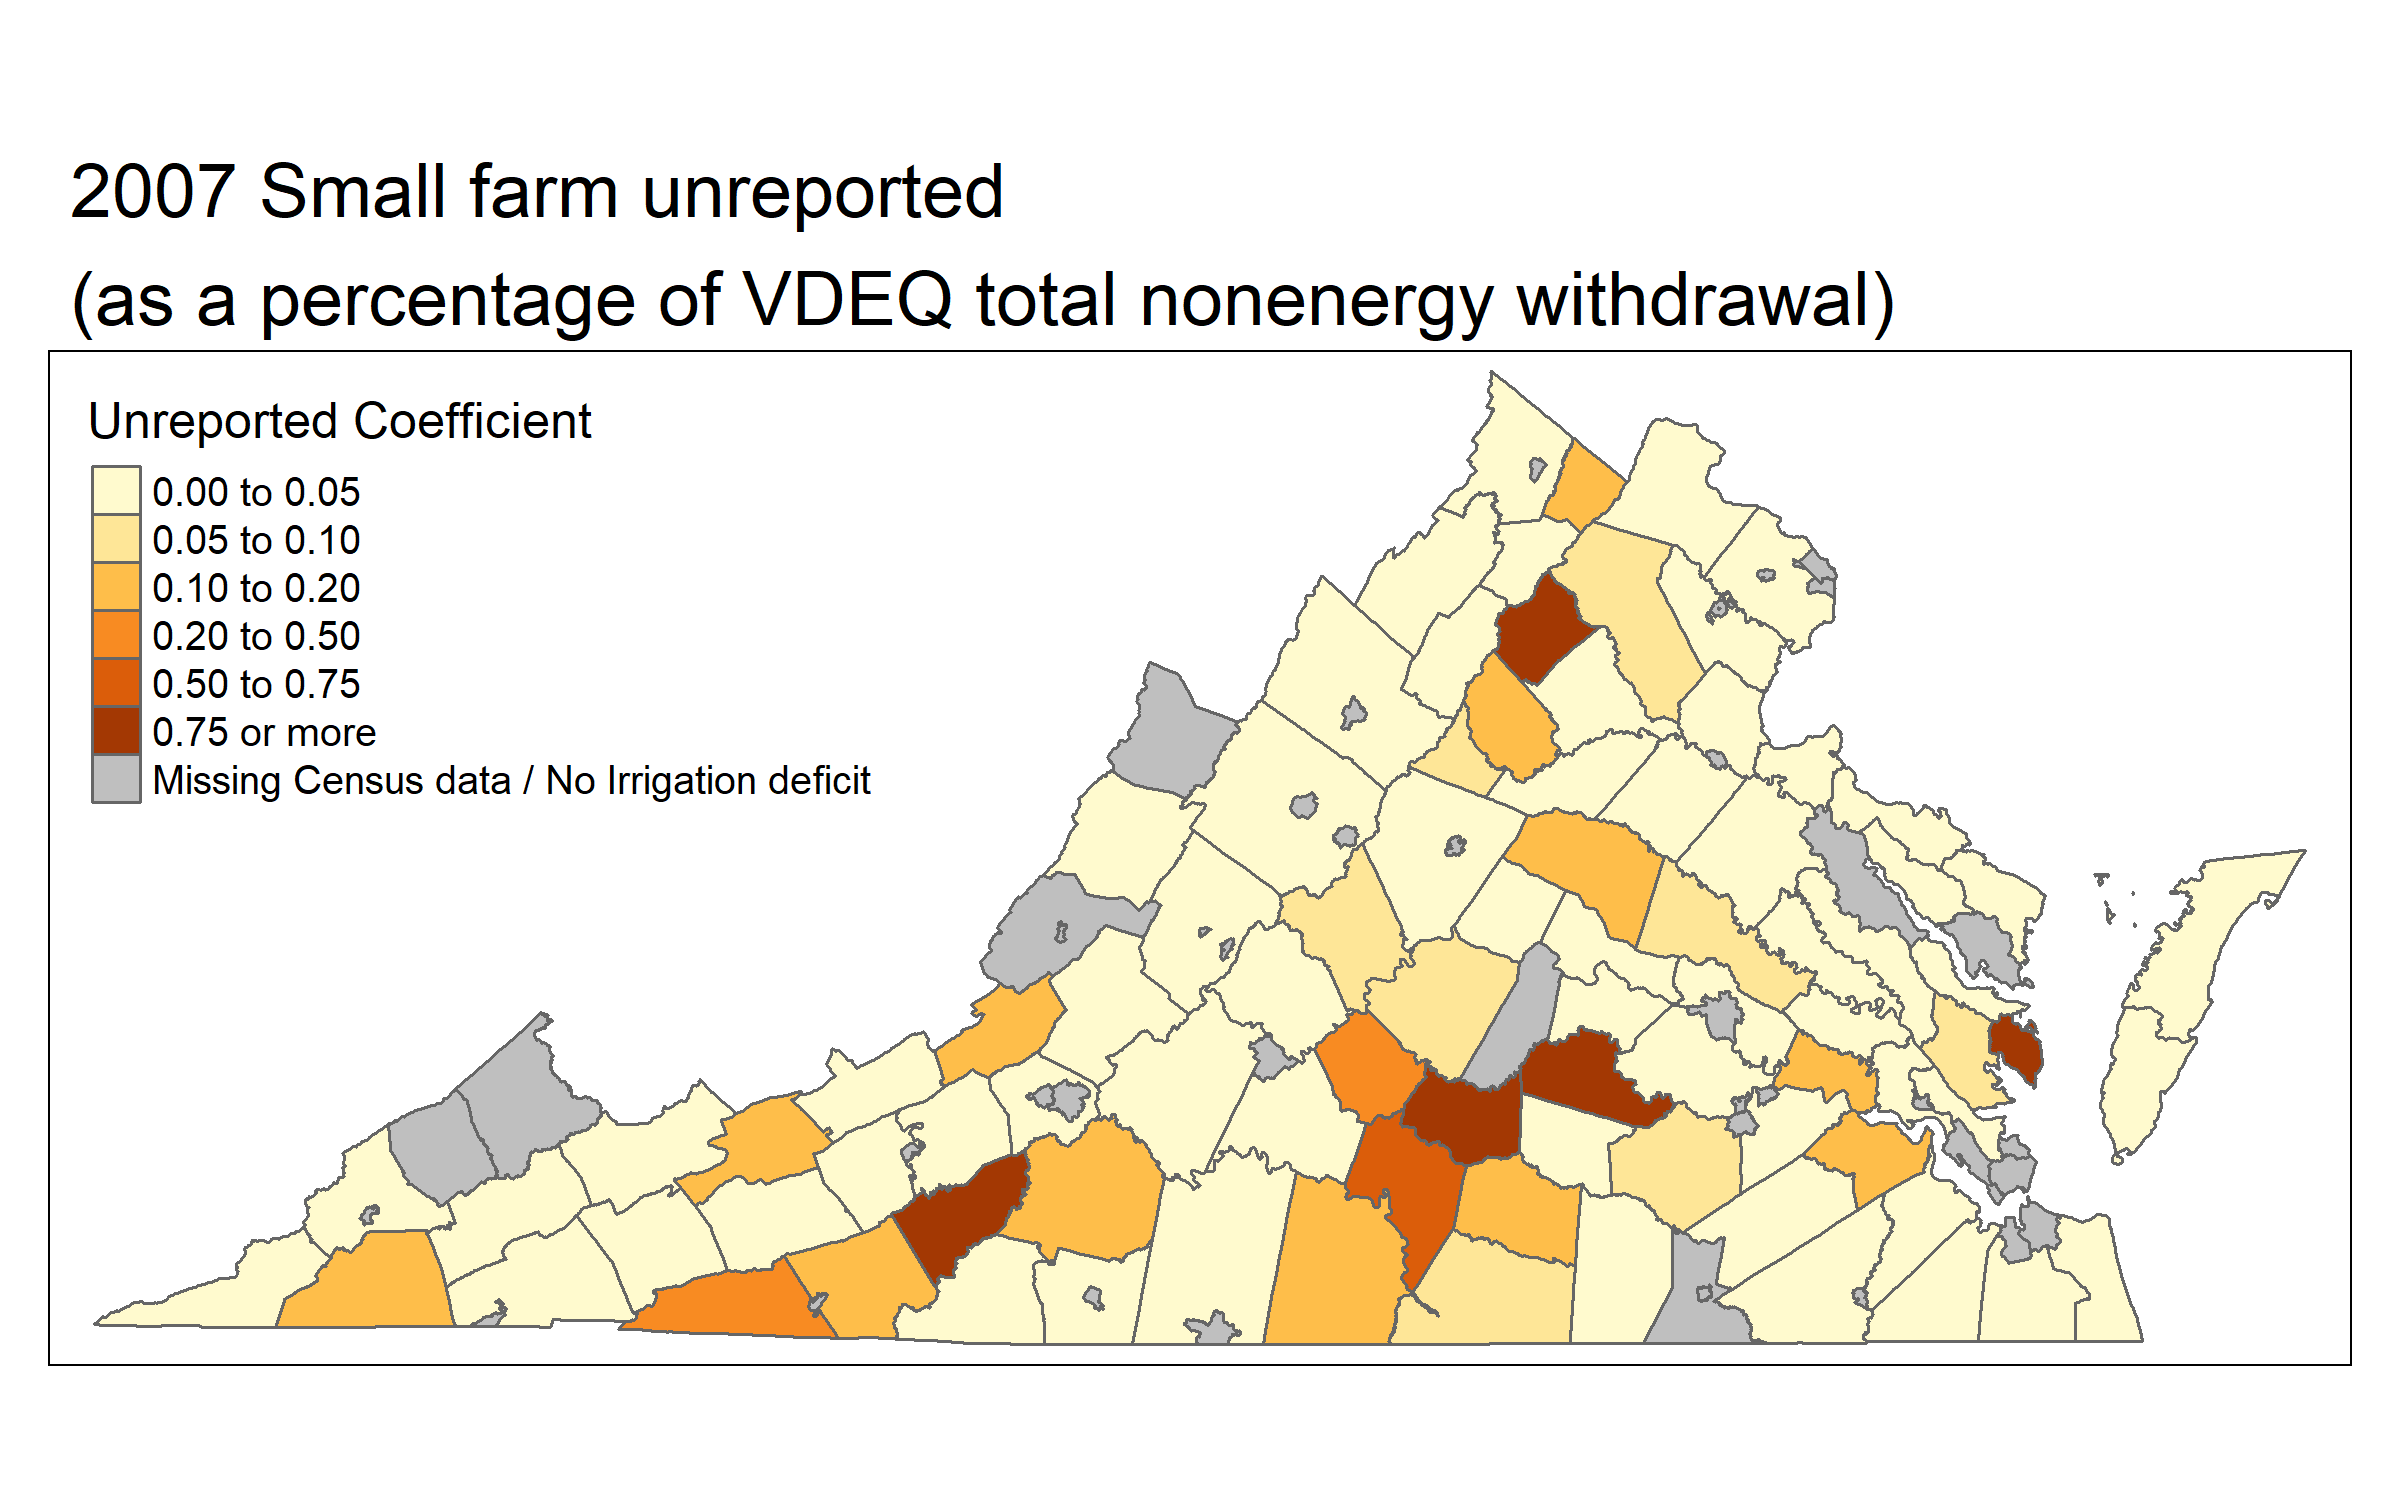 2007 Small farm unreported
(as a percentage of VDEQ total nonenergy withdrawal)
Unreported Coefficient
0.00 to 0.05
0.05 to 0.10
0.10 to 0.20
0.20 to 0.50
0.50 to 0.75
0.75 or more
Missing Census data / No Irrigation deficit